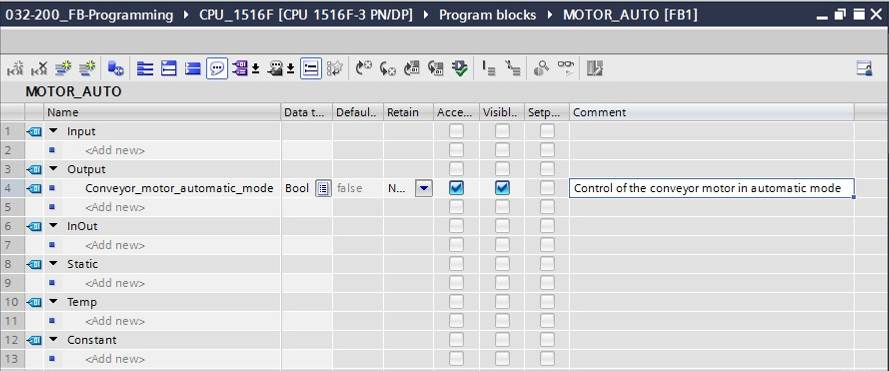 032-200_FB-Programming ▸ CPU_1516F [CPU 1516F-3 PN/DP] ▸ Program blocks ▸ MOTOR_AUTO [FB1]
MOTOR_AUTO
Name Data t... Defaul.. Retain Acce... Visibl.. Setp... Comment
1 Input
2 <Add new>
3 Output
4 Conveyor_motor_automatic_mode Bool false N... Control of the conveyor motor in automatic mode
5 <Add new>
6 InOut
7 <Add new>
8 Static
9 <Add new>
10 Temp
11 <Add new>
12 Constant
13 <Add new>